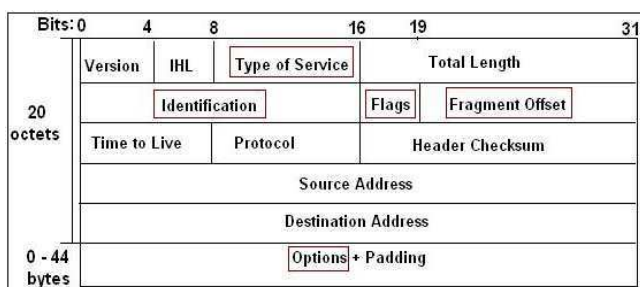 Bits: 0 4 8 16 19 31
Version IHL Type of Service Total Length
Identification Flags Fragment Offset
20
octets
Time to Live Protocol Header Checksum
Source Address
Destination Address
0 - 44
bytes
Options + Padding